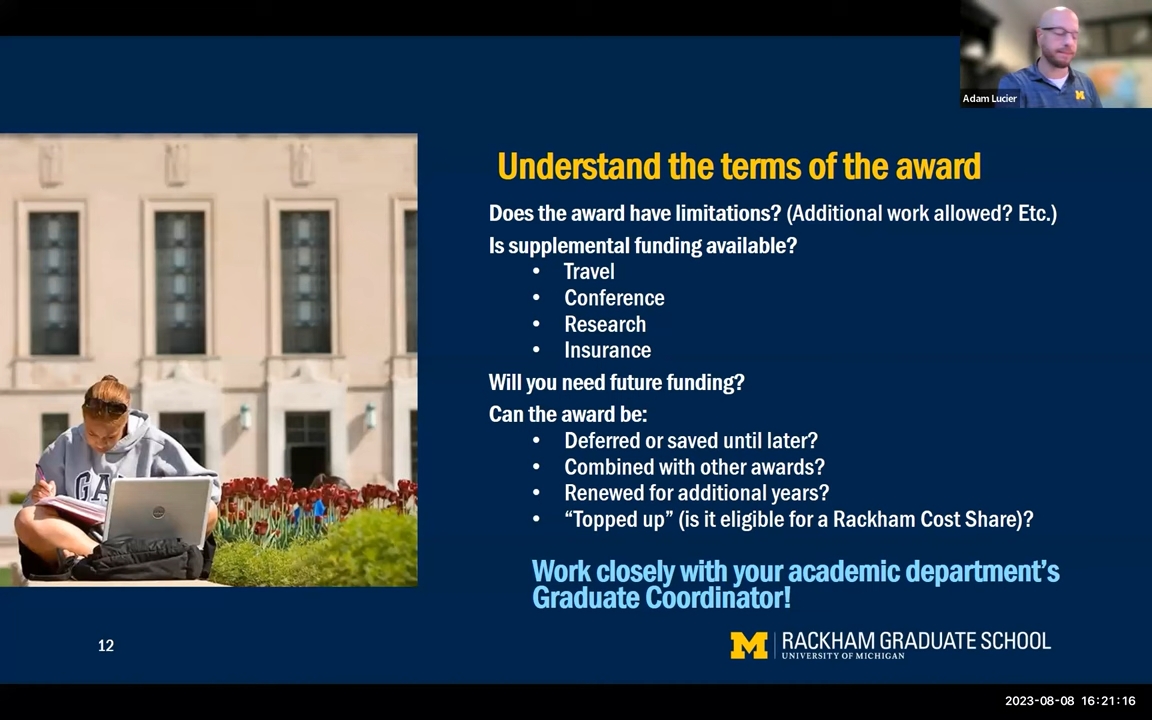 Adam Lucier
Understand the terms of the award
Does the award have limitations? (Additional work allowed? Etc.)
Is supplemental funding available?
• Travel
• Conference
• Research
• Insurance
Will you need future funding?
Can the award be:
• Deferred or saved until later?
• Combined with other awards?
• Renewed for additional years?
• “Topped up” (is it eligible for a Rackham Cost Share)?
Work closely with your academic department’s
Graduate Coordinator!
GA
12
M RACKHAM GRADUATE SCHOOL
UNIVERSITY OF MICHIGAN
2023-08-08 16:21:16